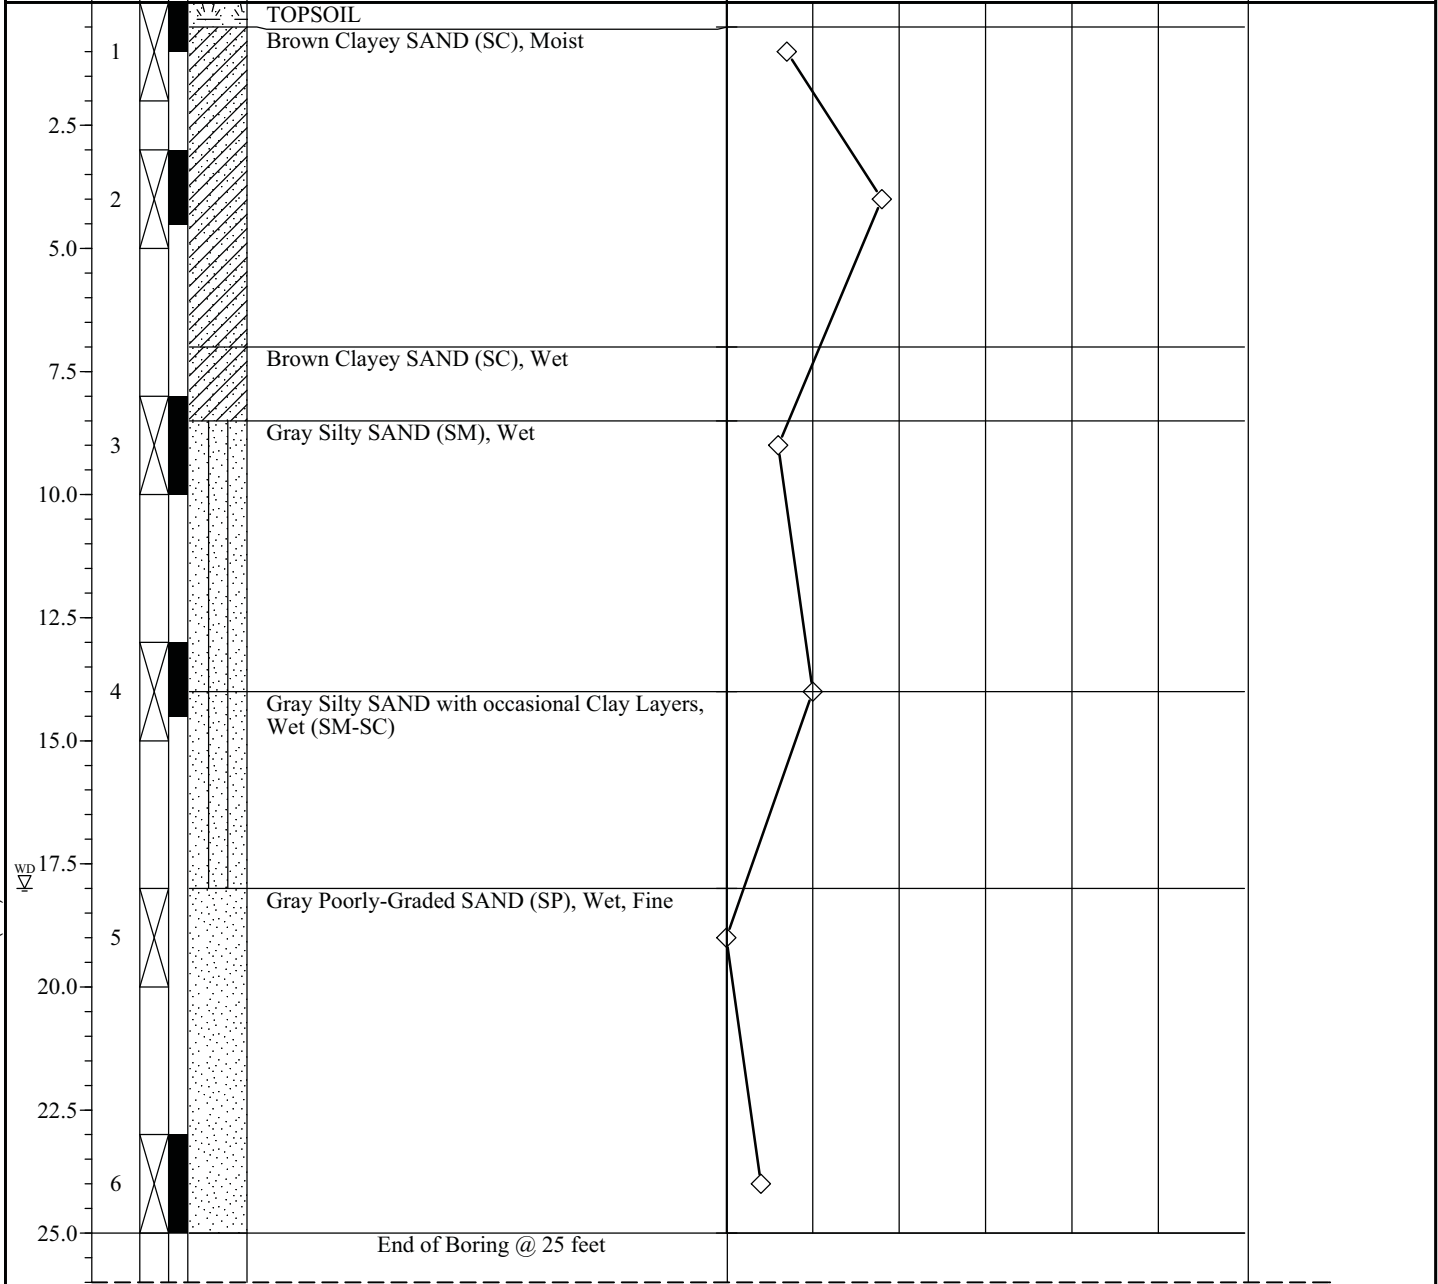 TOPSOIL
Brown Clayey SAND (SC), Moist
1
2.5
2
5.0
Brown Clayey SAND (SC), Wet
7.5
Gray Silty SAND (SM), Wet
3
10.0
12.5
4
Gray Silty SAND with occasional Clay Layers,
Wet (SM-SC)
15.0
WD
17.5
Gray Poorly-Graded SAND (SP), Wet, Fine
5
20.0
22.5
6
25.0
End of Boring @ 25 feet